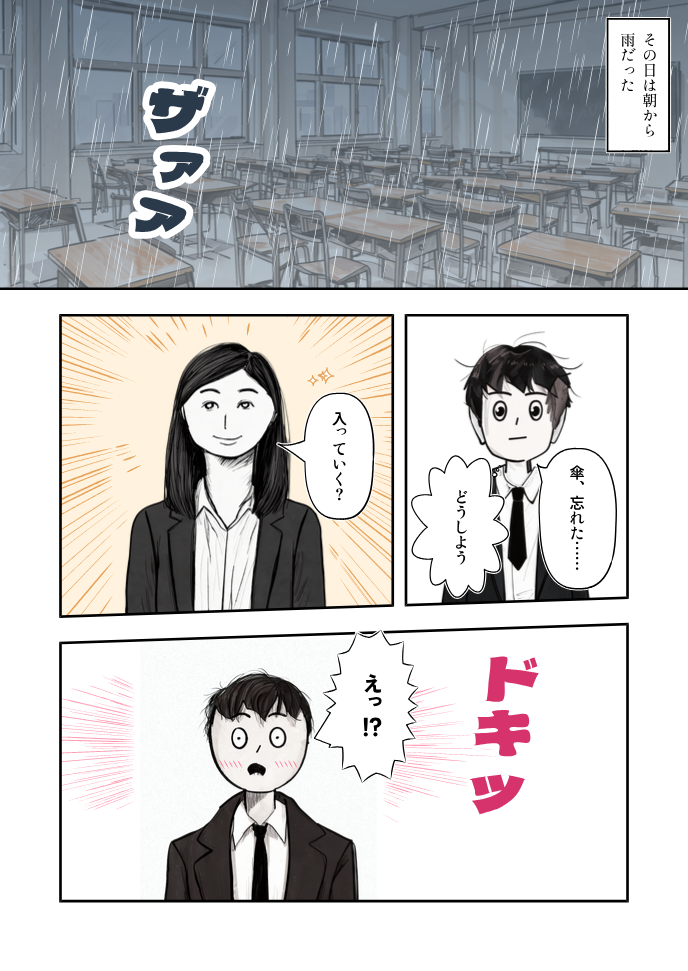 その日は朝から
雨だった
ザァァ
傘、忘れた……
どうしよう
入っていく?
えっ!?
ドキッ